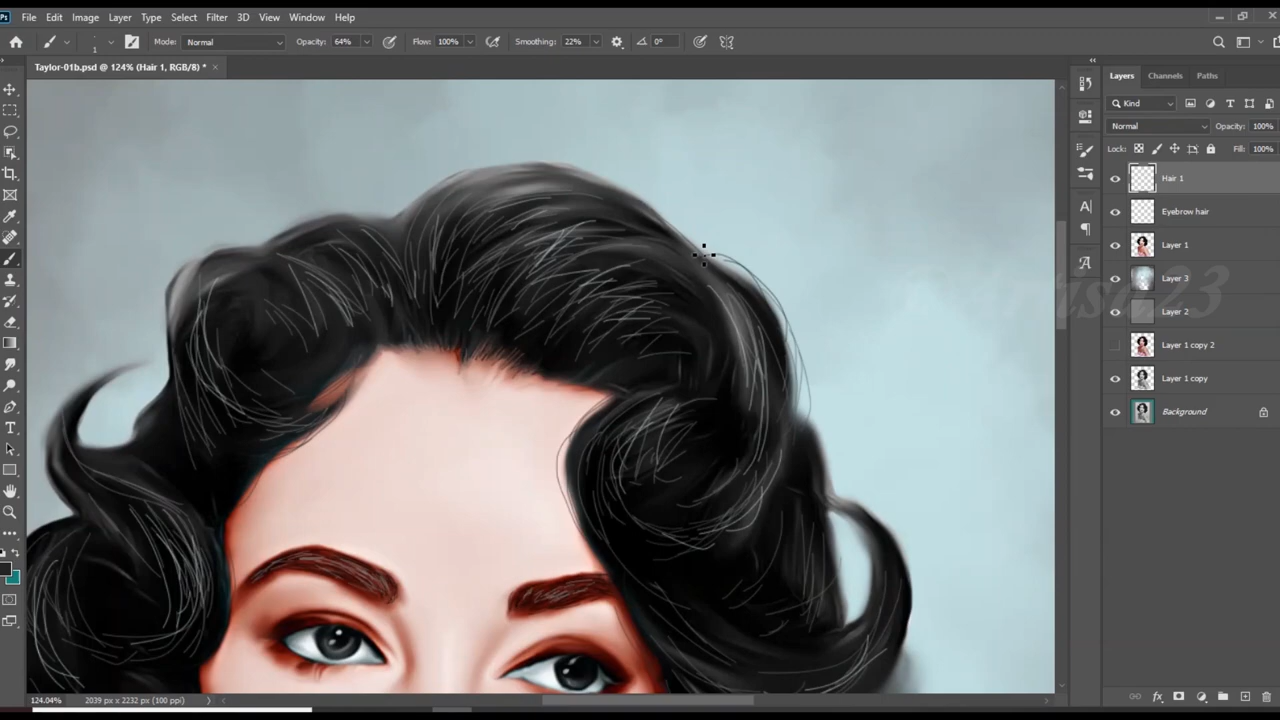 Ps File Edit Image Layer Type Select Filter 3D View Window Help
1 Mode: Normal Opacity: 64% Flow: 100% Smoothing: 22% 0°
Taylor-01b.psd @ 124% (Hair 1, RGB/8) * ×
Layers Channels Paths
Kind
Normal Opacity: 100%
Lock: Fill: 100%
Hair 1
Eyebrow hair
Layer 1
Layer 3
Layer 2
Layer 1 copy 2
Layer 1 copy
Background
124.04% 2039 px x 2232 px (100 ppi)